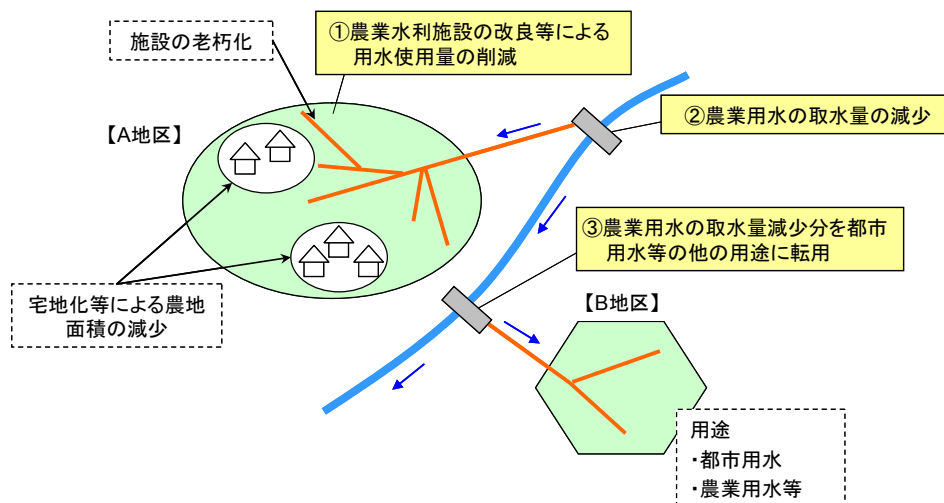 施設の老朽化
①農業水利施設の改良等による
用水使用量の削減
【A地区】
②農業用水の取水量の減少
③農業用水の取水量減少分を都市
用水等の他の用途に転用
宅地化等による農地
面積の減少
【B地区】
用途
・都市用水
・農業用水等